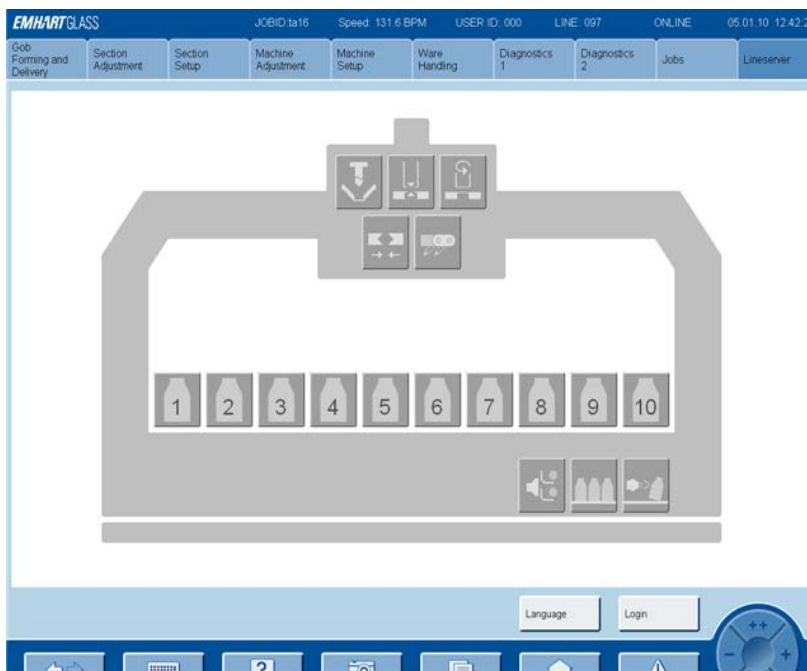 EMHART GLASS JOBID:ta16 Speed: 131.6 BPM USER ID: 000 LINE: 097 ONLINE 05.01.10 12:42:2
Gob Forming and Delivery
Section Adjustment
Section Setup
Machine Adjustment
Machine Setup
Ware Handling
Diagnostics 1
Diagnostics 2
Jobs
Lineserver
1 2 3 4 5 6 7 8 9 10
Language Login
++
- +
?